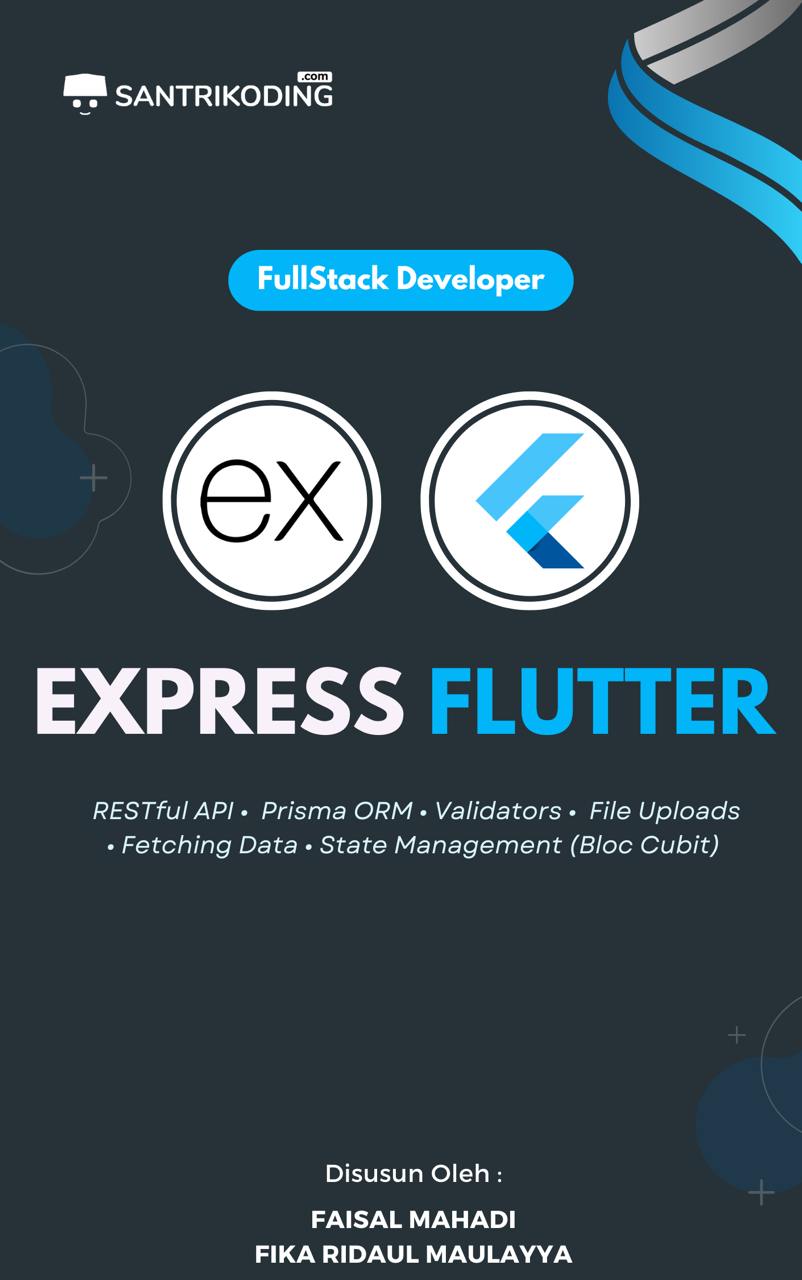 .com
SANTRIKODING
FullStack Developer
ex
EXPRESS FLUTTER
RESTful API • Prisma ORM • Validators • File Uploads
• Fetching Data • State Management (Bloc Cubit)
Disusun Oleh :
FAISAL MAHADI
FIKA RIDAUL MAULAYYA